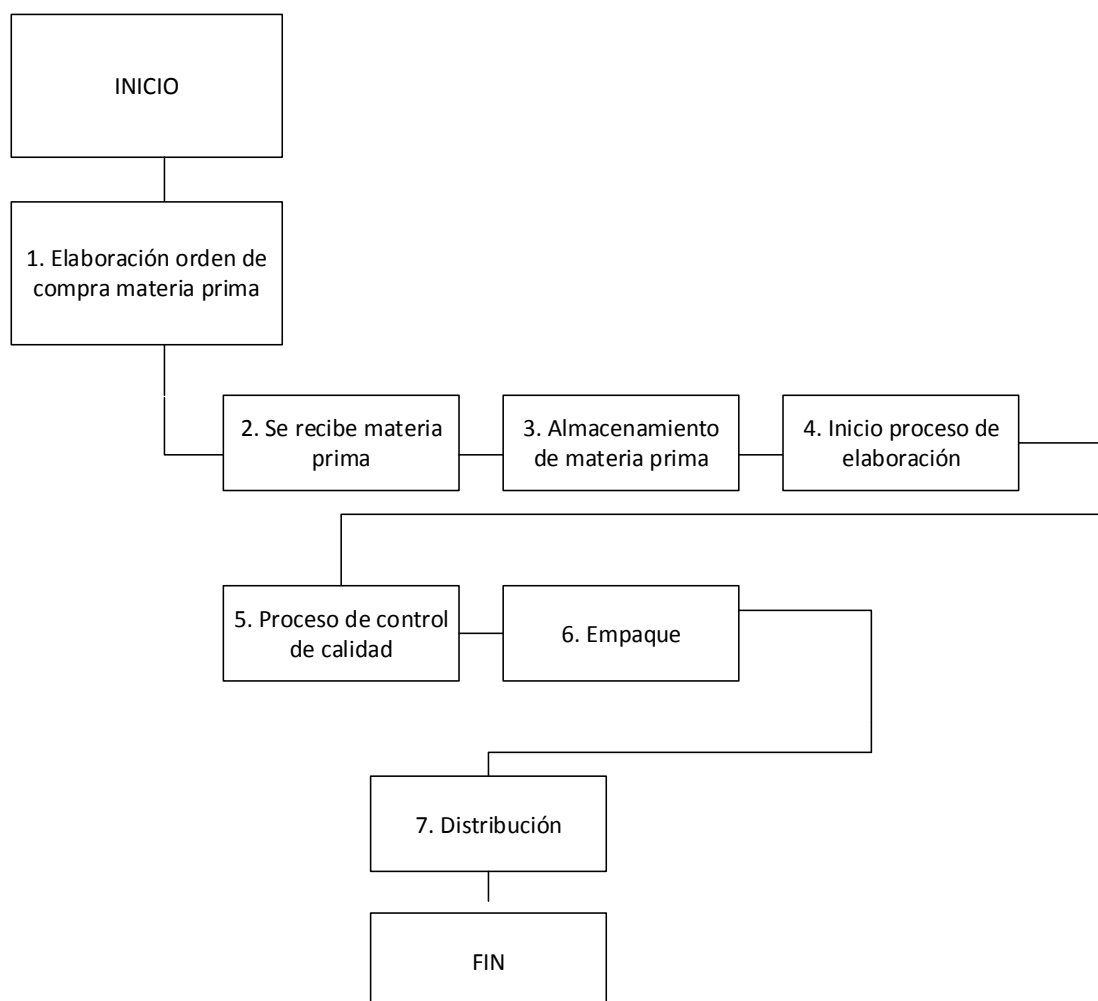 INICIO
1. Elaboración orden de
compra materia prima
2. Se recibe materia
prima
3. Almacenamiento
de materia prima
4. Inicio proceso de
elaboración
5. Proceso de control
de calidad
6. Empaque
7. Distribución
FIN